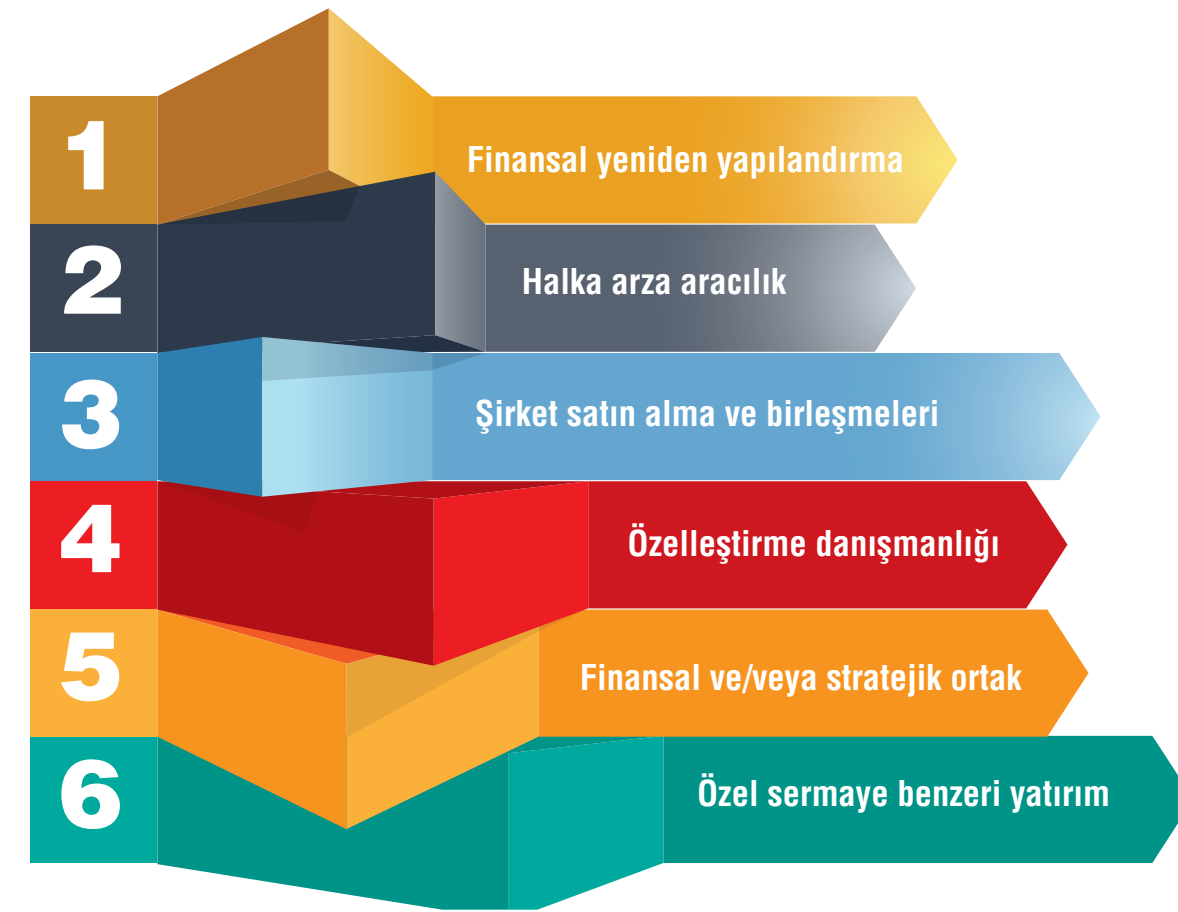 1
Finansal yeniden yapılandırma
2
Halka arza aracılık
3
Şirket satın alma ve birleşmeleri
4
Özelleştirme danışmanlığı
5
Finansal ve/veya stratejik ortak
6
Özel sermaye benzeri yatırım